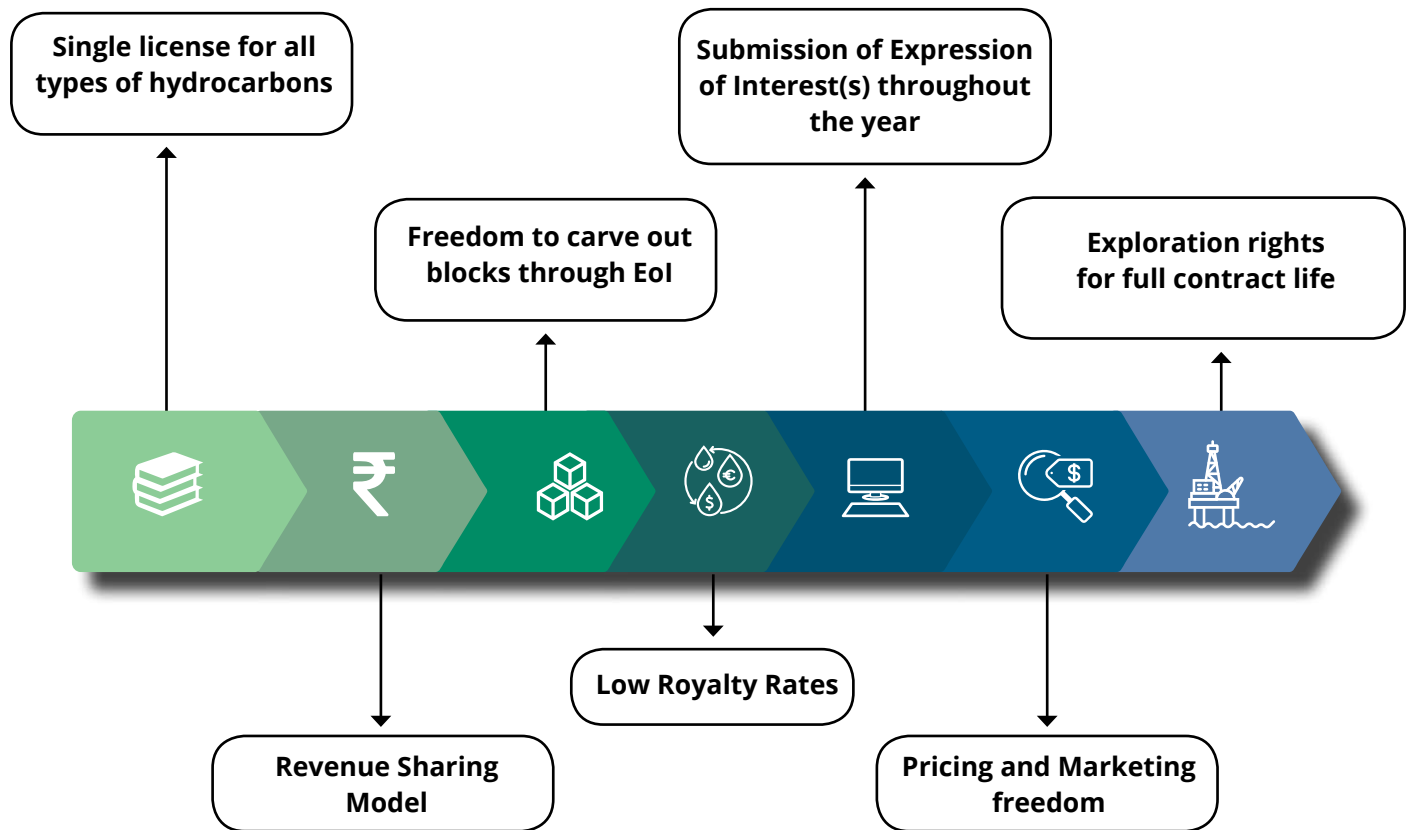 Single license for all
types of hydrocarbons
Submission of Expression
of Interest(s) throughout
the year
Freedom to carve out
blocks through EoI
Exploration rights
for full contract life
₹
€
$
$
Low Royalty Rates
Revenue Sharing
Model
Pricing and Marketing
freedom